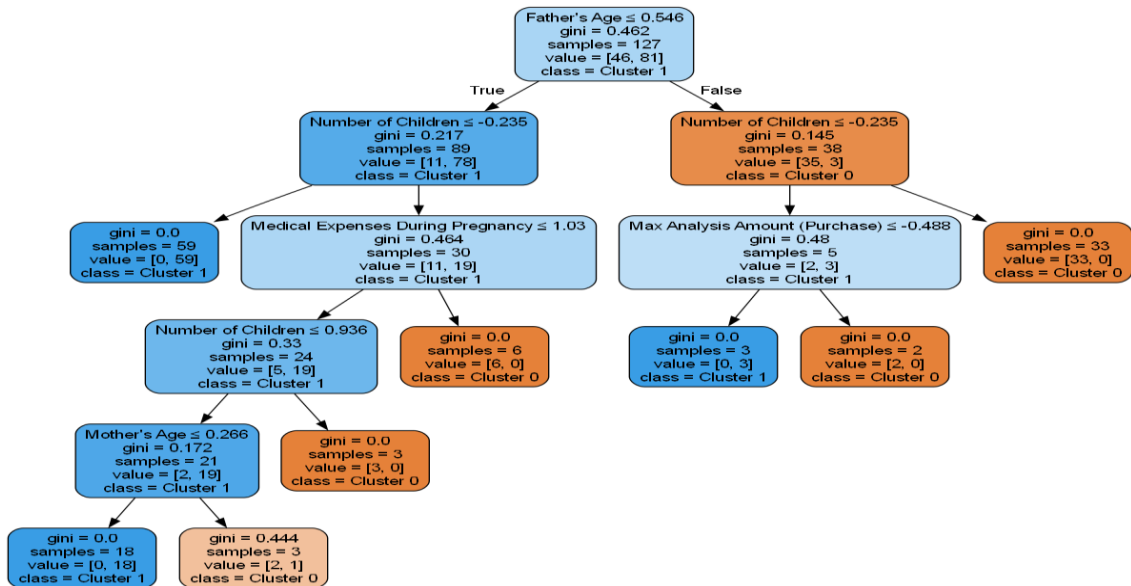 Father's Age ≤ 0.546
gini = 0.462
samples = 127
value = [46, 81]
class = Cluster 1
True
False
Number of Children ≤ -0.235
gini = 0.217
samples = 89
value = [11, 78]
class = Cluster 1
Number of Children ≤ -0.235
gini = 0.145
samples = 38
value = [35, 3]
class = Cluster 0
gini = 0.0
samples = 59
value = [0, 59]
class = Cluster 1
Medical Expenses During Pregnancy ≤ 1.03
gini = 0.464
samples = 30
value = [11, 19]
class = Cluster 1
Max Analysis Amount (Purchase) ≤ -0.488
gini = 0.48
samples = 5
value = [2, 3]
class = Cluster 1
gini = 0.0
samples = 33
value = [33, 0]
class = Cluster 0
Number of Children ≤ 0.936
gini = 0.33
samples = 24
value = [5, 19]
class = Cluster 1
gini = 0.0
samples = 6
value = [6, 0]
class = Cluster 0
gini = 0.0
samples = 3
value = [0, 3]
class = Cluster 1
gini = 0.0
samples = 2
value = [2, 0]
class = Cluster 0
Mother's Age ≤ 0.266
gini = 0.172
samples = 21
value = [2, 19]
class = Cluster 1
gini = 0.0
samples = 3
value = [3, 0]
class = Cluster 0
gini = 0.0
samples = 18
value = [0, 18]
class = Cluster 1
gini = 0.444
samples = 3
value = [2, 1]
class = Cluster 0